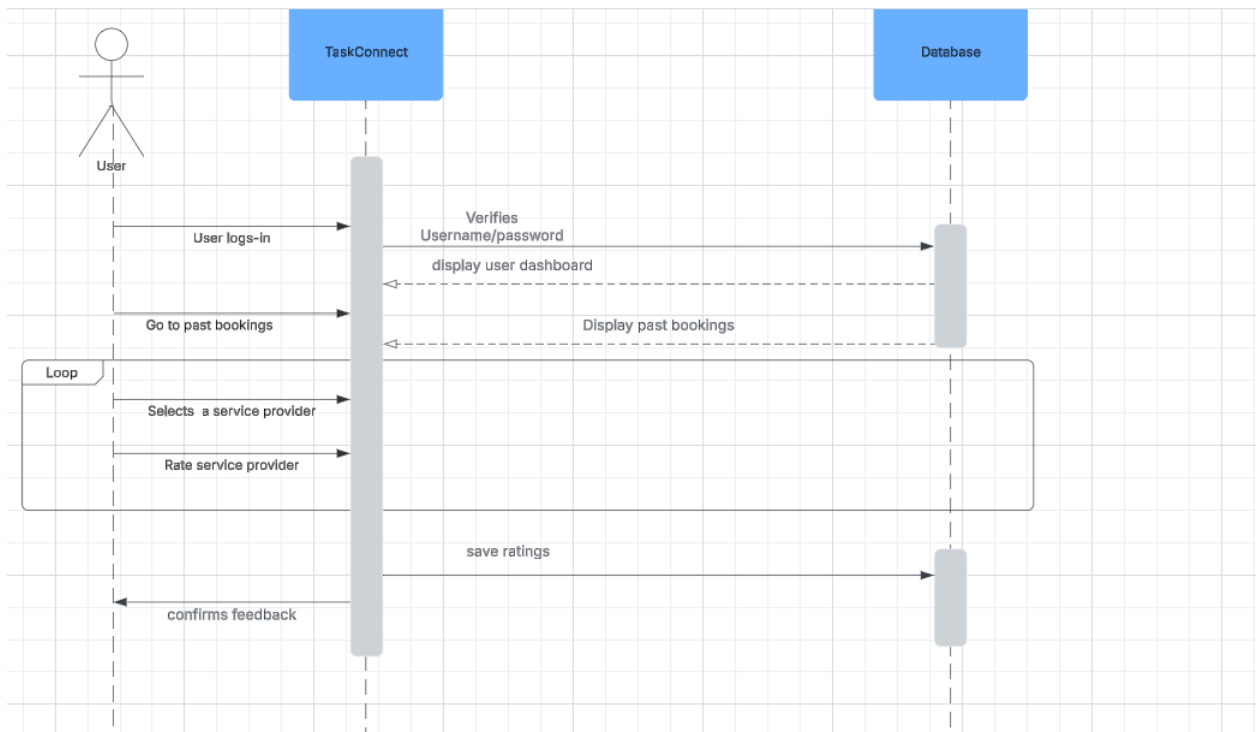 TaskConnect
Database
User
User logs-in
Verifies
Username/password
display user dashboard
Go to past bookings
Display past bookings
Loop
Selects a service provider
Rate service provider
save ratings
confirms feedback